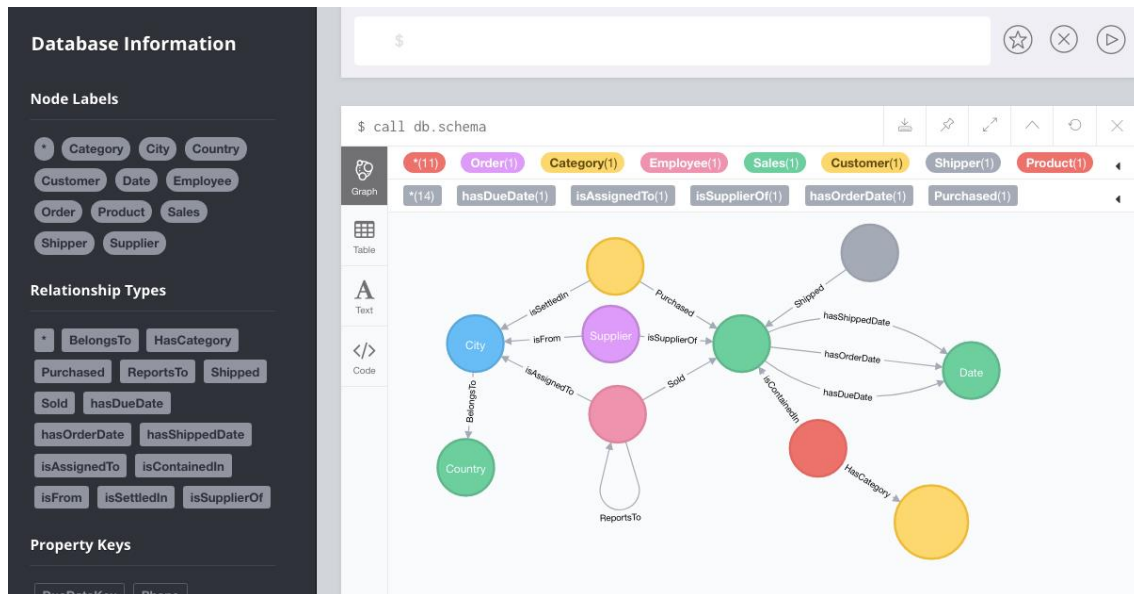 Database Information
Node Labels
* Category City Country
Customer Date Employee
Order Product Sales
Shipper Supplier
Relationship Types
* BelongsTo HasCategory
Purchased ReportsTo Shipped
Sold hasDueDate
hasOrderDate hasShippedDate
isAssignedTo isContainedIn
isFrom isSettledIn isSupplierOf
Property Keys
DueDateKey Phone
$
$ call db.schema
Graph
Table
A
Text
</>
Code
*(11) Order(1) Category(1) Employee(1) Sales(1) Customer(1) Shipper(1) Product(1)
*(14) hasDueDate(1) isAssignedTo(1) isSupplierOf(1) hasOrderDate(1) Purchased(1)
isSettledIn
Purchased
Shipped
City
isFrom
Supplier
isSupplierOf
hasShippedDate
hasOrderDate
hasDueDate
Date
isAssignedTo
Sold
isContainedIn
BelongsTo
Country
HasCategory
ReportsTo